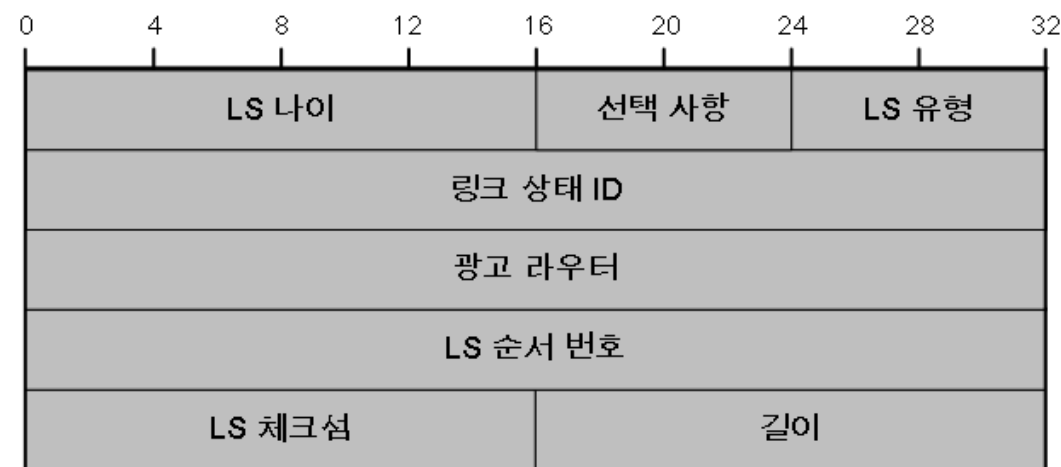 0 4 8 12 16 20 24 28 32
LS 나이 선택 사항 LS 유형
링크 상태 ID
광고 라우터
LS 순서 번호
LS 체크섬 길이